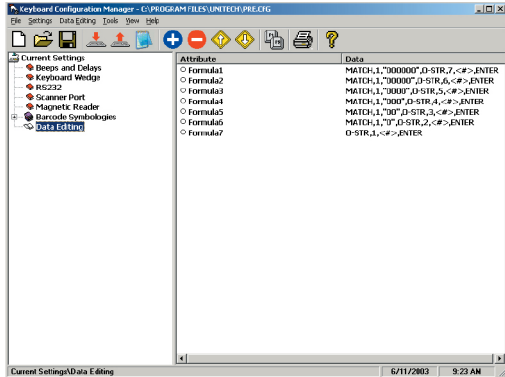 Keyboard Configuration Manager - C:\PROGRAM FILES\UNITECH\PRE.CFG
File Settings Data Editing Tools View Help
Current Settings
Beeps and Delays
Keyboard Wedge
RS232
Scanner Port
Magnetic Reader
Barcode Symbologies
Data Editing
Attribute Data
Formula1 MATCH,1,"000000",O-STR,7,<#>,ENTER
Formula2 MATCH,1,"00000",O-STR,6,<#>,ENTER
Formula3 MATCH,1,"0000",O-STR,5,<#>,ENTER
Formula4 MATCH,1,"000",O-STR,4,<#>,ENTER
Formula5 MATCH,1,"00",O-STR,3,<#>,ENTER
Formula6 MATCH,1,"0",O-STR,2,<#>,ENTER
Formula7 O-STR,1,<#>,ENTER
Current Settings\Data Editing 6/11/2003 9:23 AM